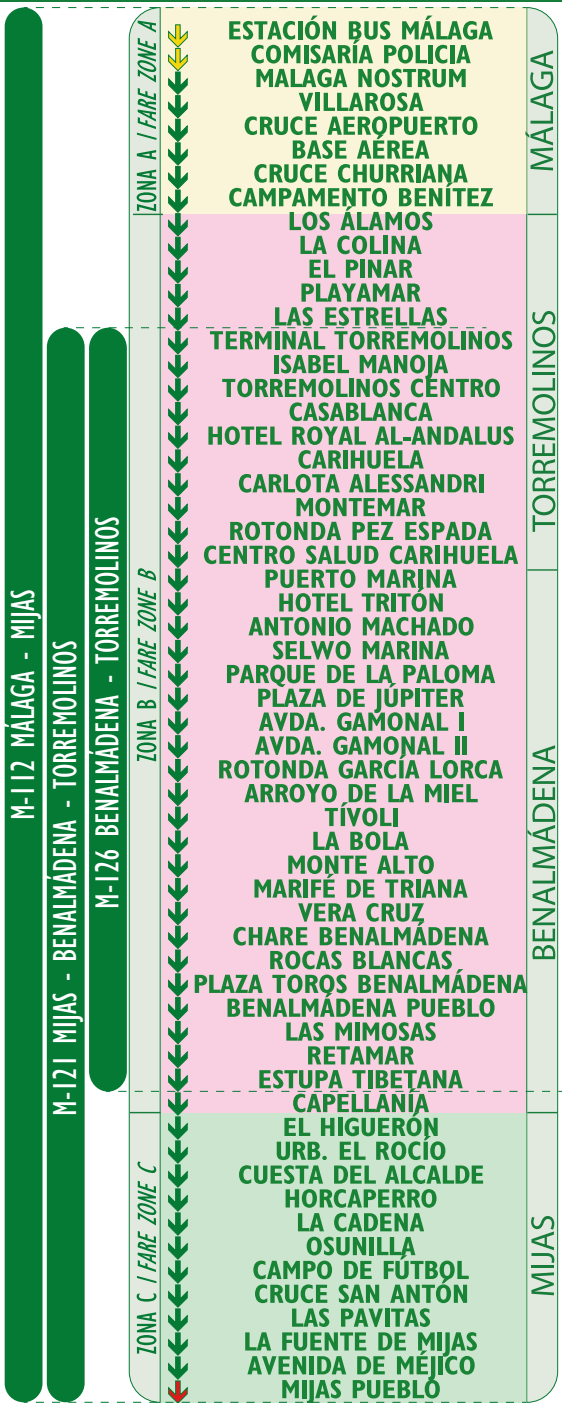 M-112 MÁLAGA - MIJAS
M-121 MIJAS - BENALMÁDENA - TORREMOLINOS
M-126 BENALMÁDENA - TORREMOLINOS
ZONA A / FARE ZONE A
ZONA B / FARE ZONE B
ZONA C / FARE ZONE C
ESTACIÓN BUS MÁLAGA
COMISARÍA POLICIA
MALAGA NOSTRUM
VILLAROSA
CRUCE AEROPUERTO
BASE AÉREA
CRUCE CHURRIANA
CAMPAMENTO BENÍTEZ
LOS ÁLAMOS
LA COLINA
EL PINAR
PLAYAMAR
LAS ESTRELLAS
TERMINAL TORREMOLINOS
ISABEL MANOJA
TORREMOLINOS CENTRO
CASABLANCA
HOTEL ROYAL AL-ANDALUS
CARIHUELA
CARLOTA ALESSANDRI
MONTEMAR
ROTONDA PEZ ESPADA
CENTRO SALUD CARIHUELA
PUERTO MARINA
HOTEL TRITÓN
ANTONIO MACHADO
SELWO MARINA
PARQUE DE LA PALOMA
PLAZA DE JÚPITER
AVDA. GAMONAL I
AVDA. GAMONAL II
ROTONDA GARCÍA LORCA
ARROYO DE LA MIEL
TÍVOLI
LA BOLA
MONTE ALTO
MARIFÉ DE TRIANA
VERA CRUZ
CHARE BENALMÁDENA
ROCAS BLANCAS
PLAZA TOROS BENALMÁDENA
BENALMÁDENA PUEBLO
LAS MIMOSAS
RETAMAR
ESTUPA TIBETANA
CAPELLANÍA
EL HIGUERÓN
URB. EL ROCÍO
CUESTA DEL ALCALDE
HORCAPERRO
LA CADENA
OSUNILLA
CAMPO DE FÚTBOL
CRUCE SAN ANTÓN
LAS PAVITAS
LA FUENTE DE MIJAS
AVENIDA DE MÉJICO
MIJAS PUEBLO
MÁLAGA
TORREMOLINOS
BENALMÁDENA
MIJAS